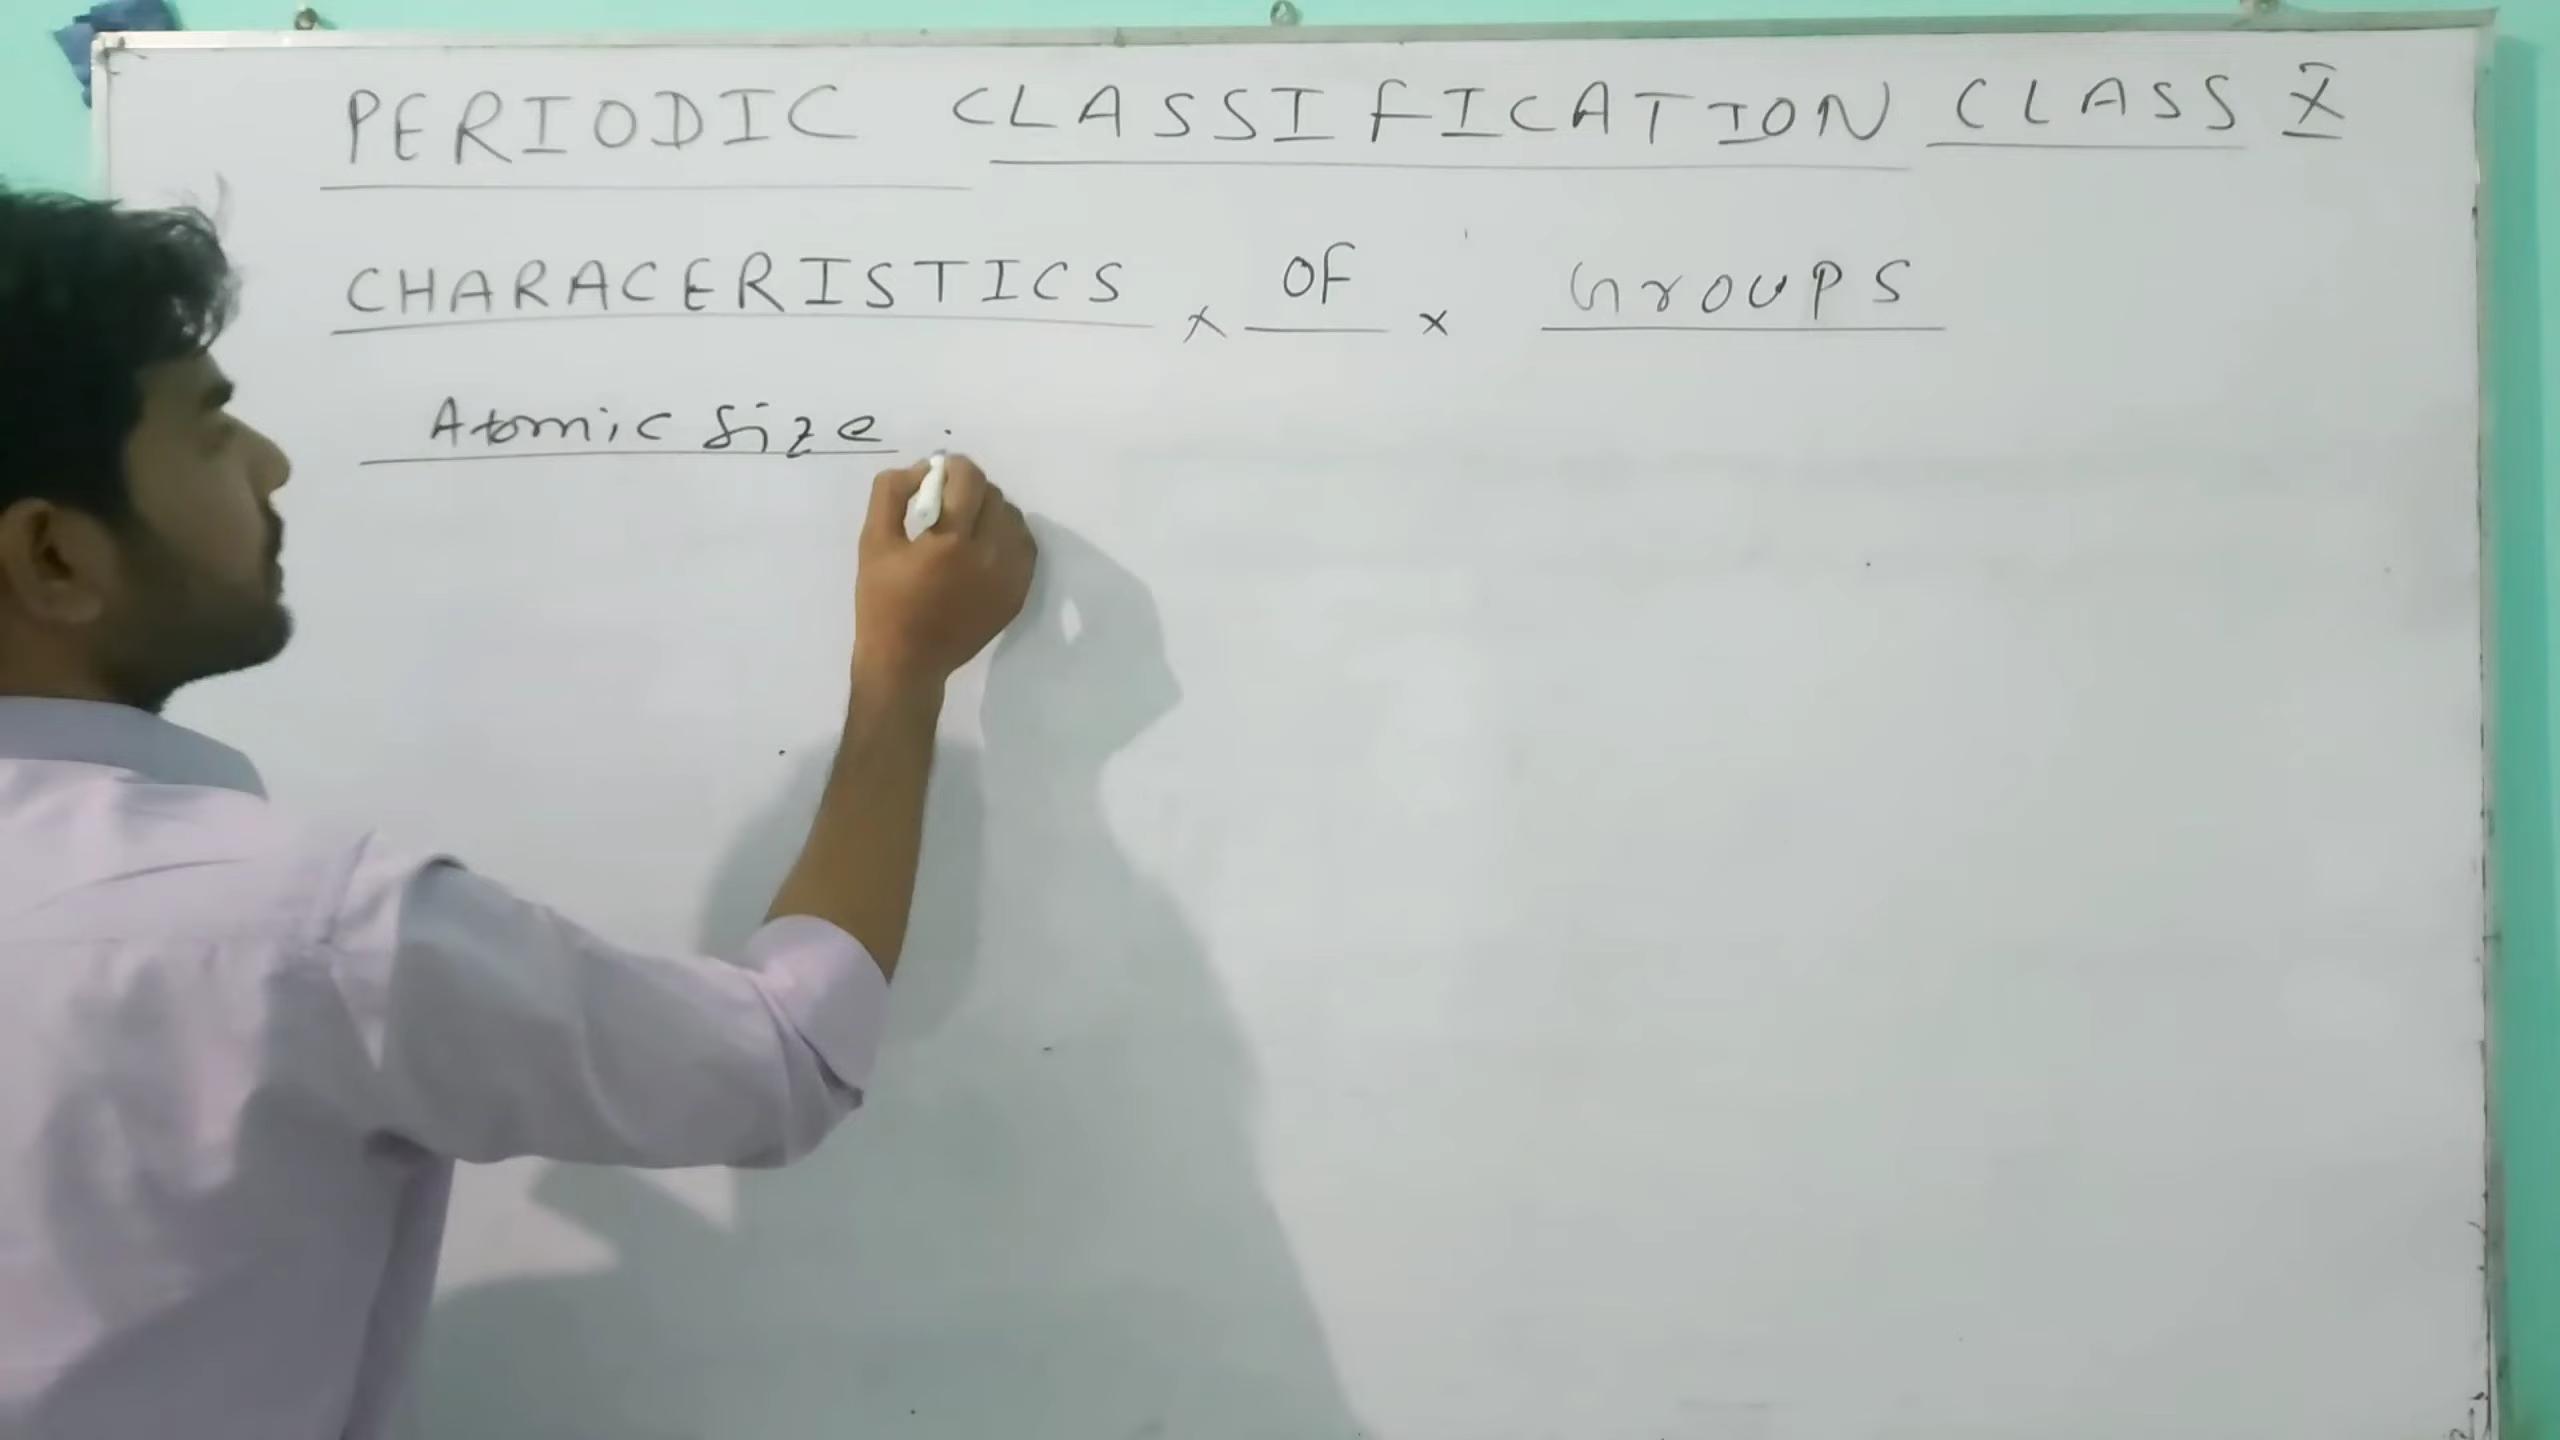 PERIODIC CLASSIFICATION CLASS X
CHARACERISTICS × OF × GROUPS
Atomic Size :